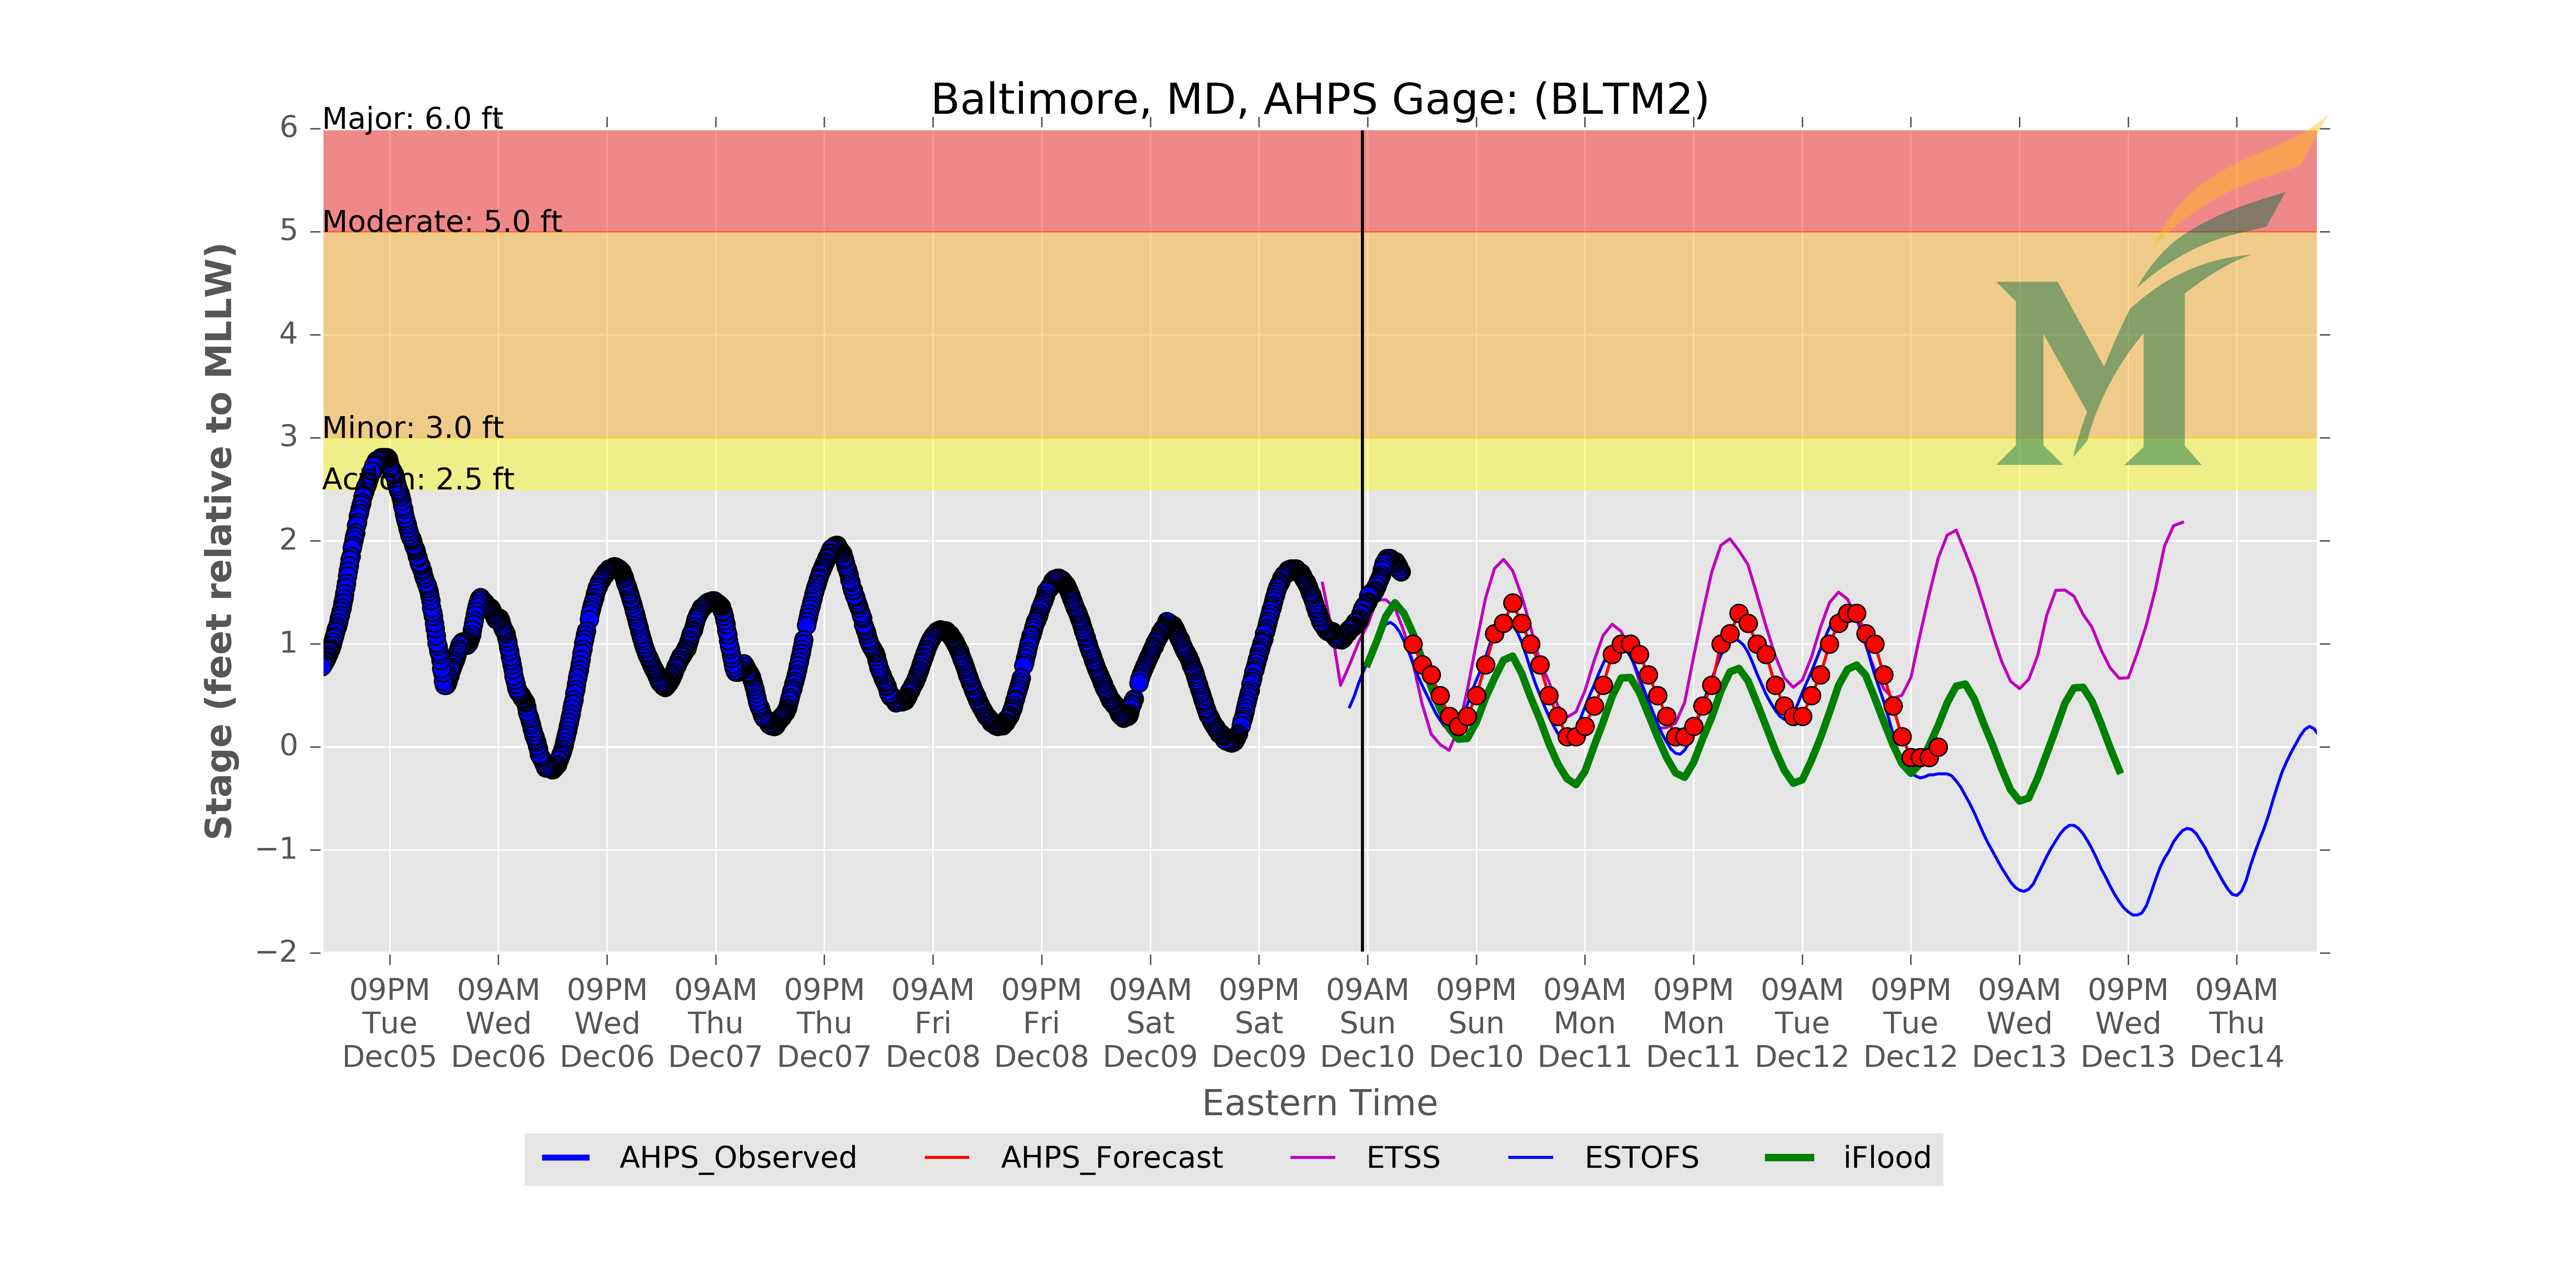 Baltimore, MD, AHPS Gage: (BLTM2)
Major: 6.0 ft
Moderate: 5.0 ft
Minor: 3.0 ft
Action: 2.5 ft
Stage (feet relative to MLLW)
6
5
4
3
2
1
0
−1
−2
09PM 09AM 09PM 09AM 09PM 09AM 09PM 09AM 09PM 09AM 09PM 09AM 09PM 09AM 09PM 09AM 09PM 09AM
Tue Wed Wed Thu Thu Fri Fri Sat Sat Sun Sun Mon Mon Tue Tue Wed Wed Thu
Dec05 Dec06 Dec06 Dec07 Dec07 Dec08 Dec08 Dec09 Dec09 Dec10 Dec10 Dec11 Dec11 Dec12 Dec12 Dec13 Dec13 Dec14
Eastern Time
AHPS_Observed AHPS_Forecast ETSS ESTOFS iFlood
M